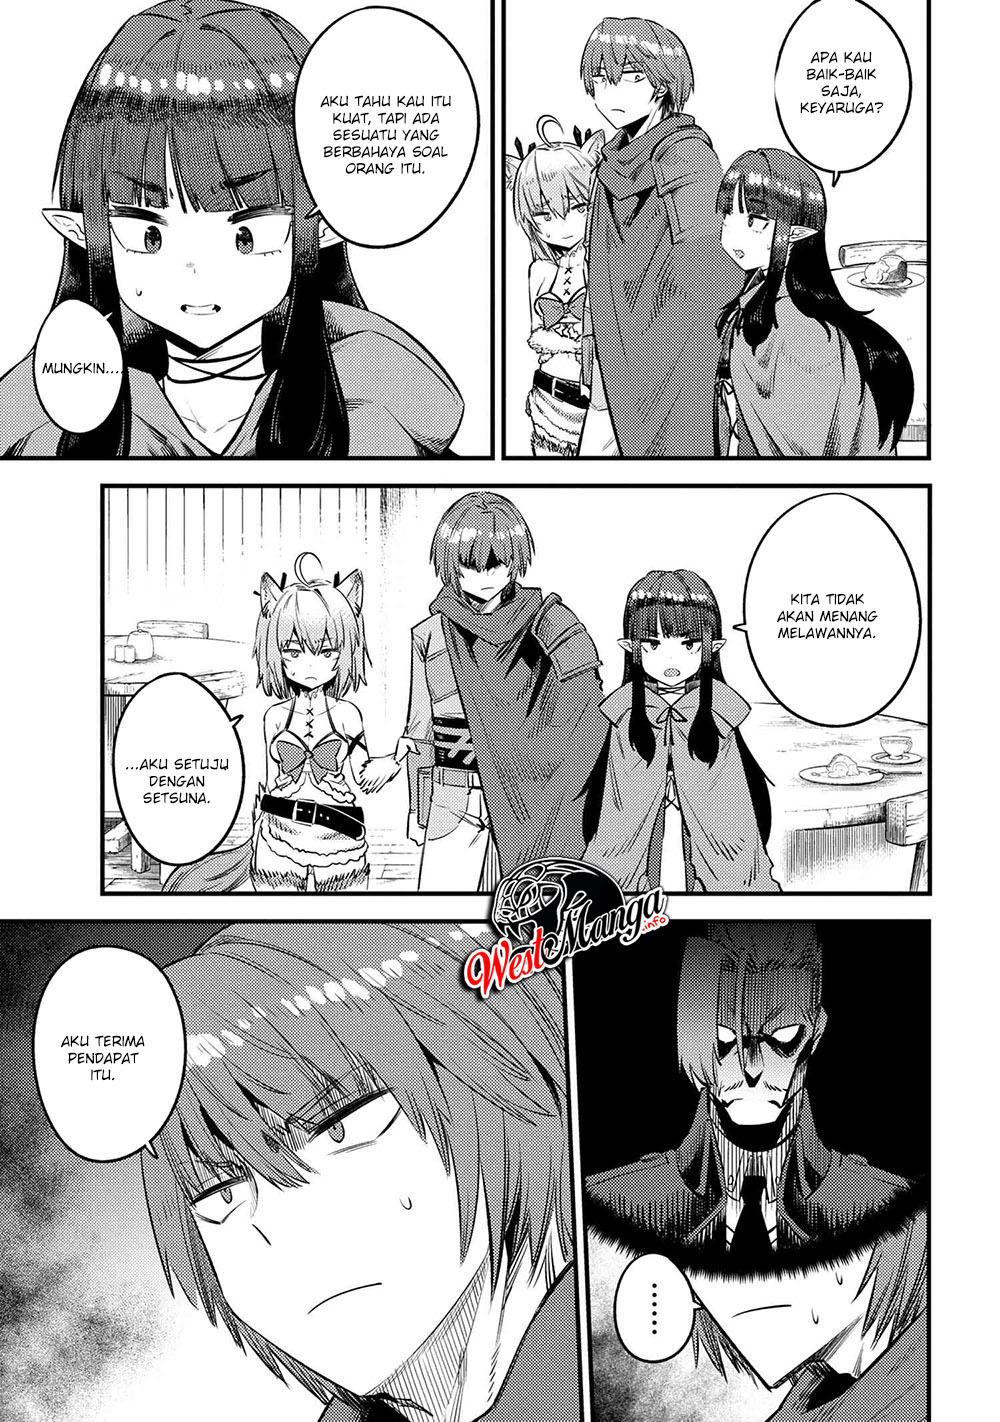 APA KAU
BAIK-BAIK
SAJA,
KEYARUGA?
AKU TAHU KAU ITU
KUAT, TAPI ADA
SESUATU YANG
BERBAHAYA SOAL
ORANG ITU.
MUNGKIN....
KITA TIDAK
AKAN MENANG
MELAWANNYA.
...AKU SETUJU
DENGAN
SETSUNA.
WestManga.info
......
AKU TERIMA
PENDAPAT
ITU.